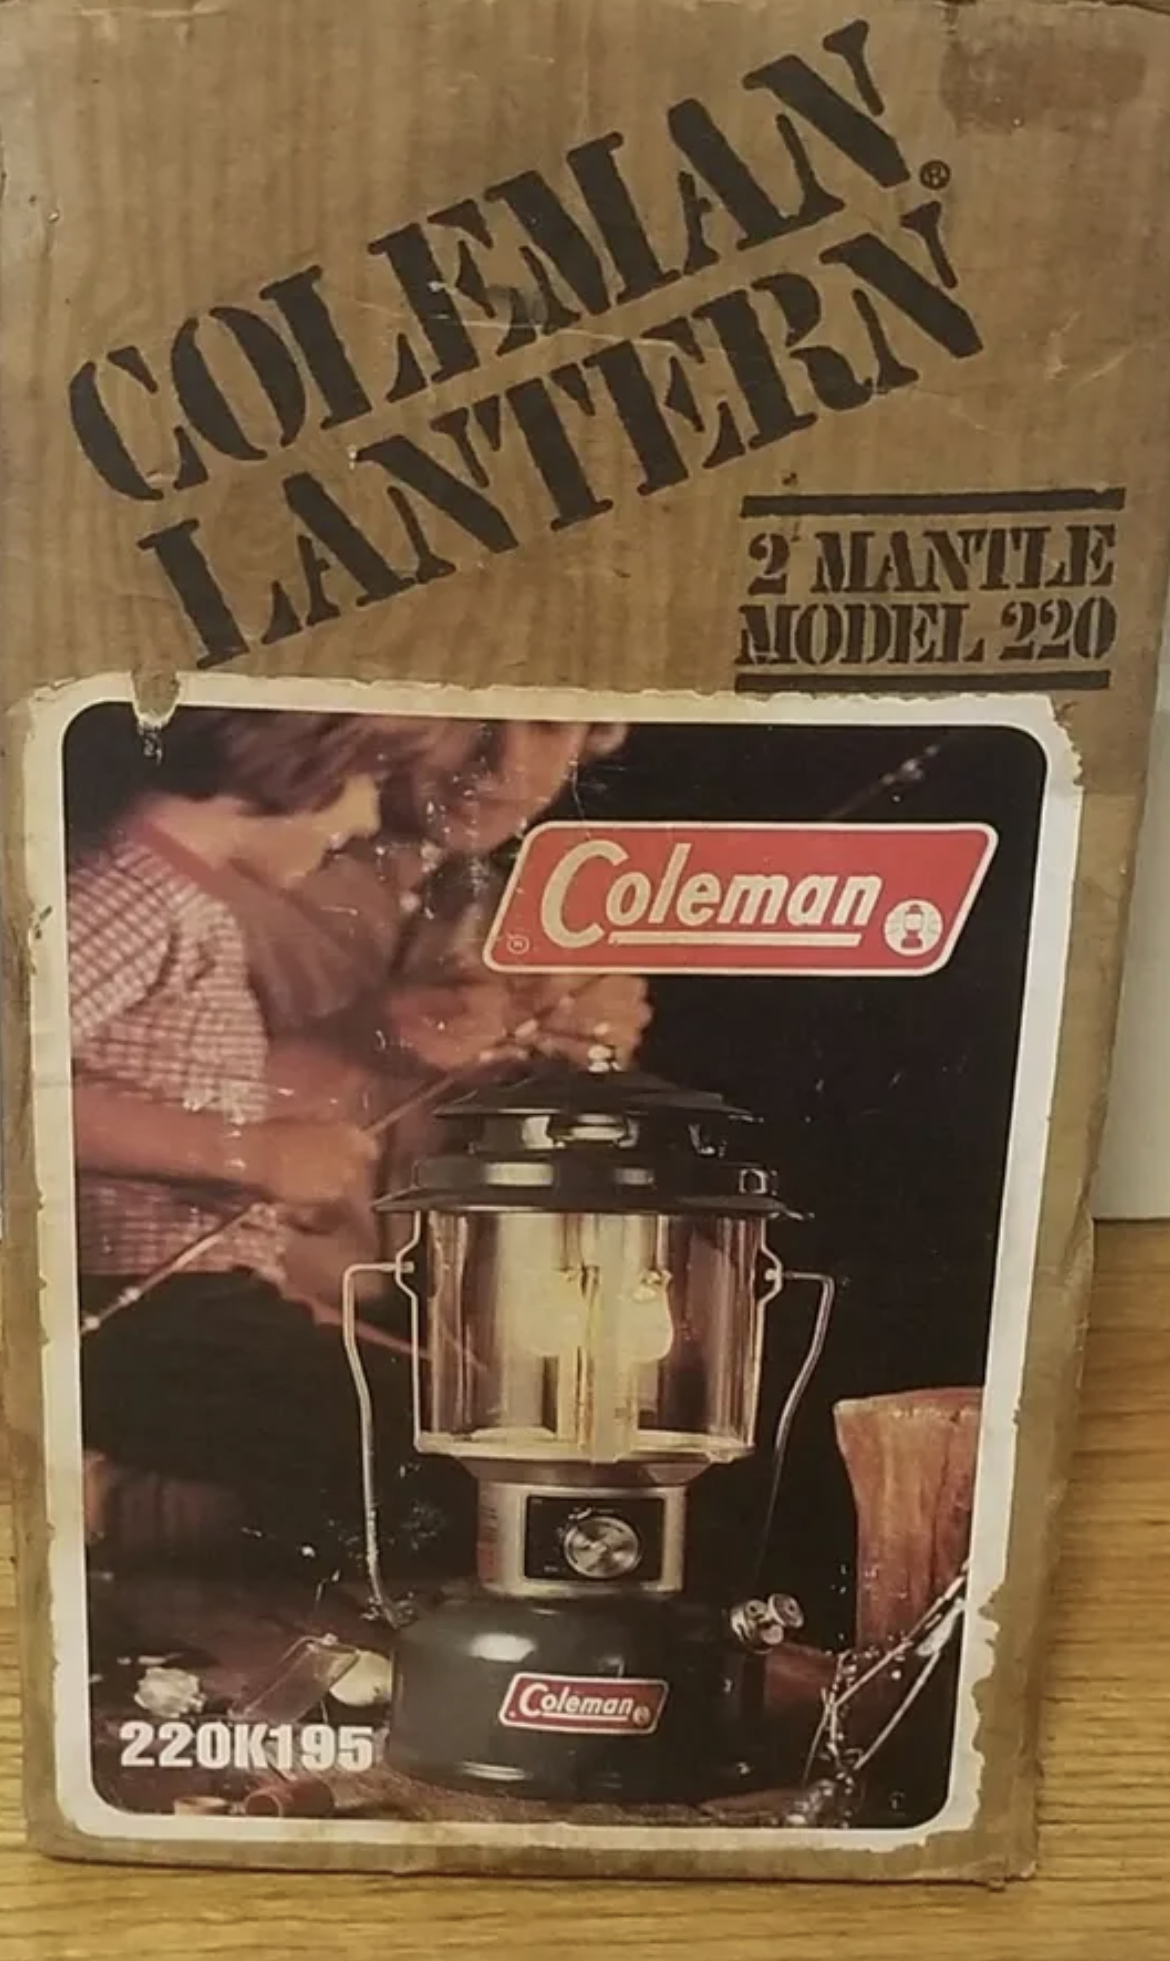 COLEMAN®
LANTERN
2 MANTLE
MODEL 220
Coleman
®
Coleman
220K195